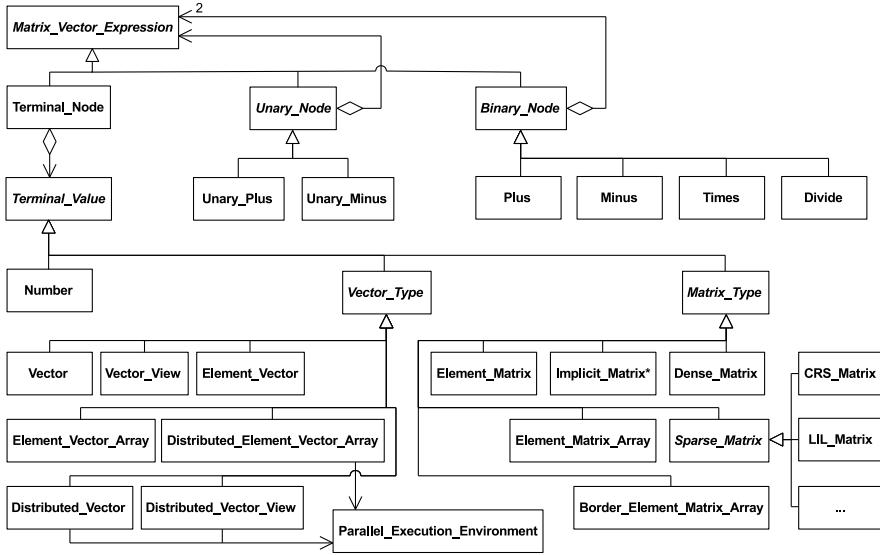 2
Matrix_Vector_Expression
Terminal_Node
Unary_Node
Binary_Node
Terminal_Value
Unary_Plus
Unary_Minus
Plus
Minus
Times
Divide
Number
Vector_Type
Matrix_Type
Vector
Vector_View
Element_Vector
Element_Matrix
Implicit_Matrix*
Dense_Matrix
CRS_Matrix
Element_Vector_Array
Distributed_Element_Vector_Array
Element_Matrix_Array
Sparse_Matrix
LIL_Matrix
Distributed_Vector
Distributed_Vector_View
Border_Element_Matrix_Array
...
Parallel_Execution_Environment